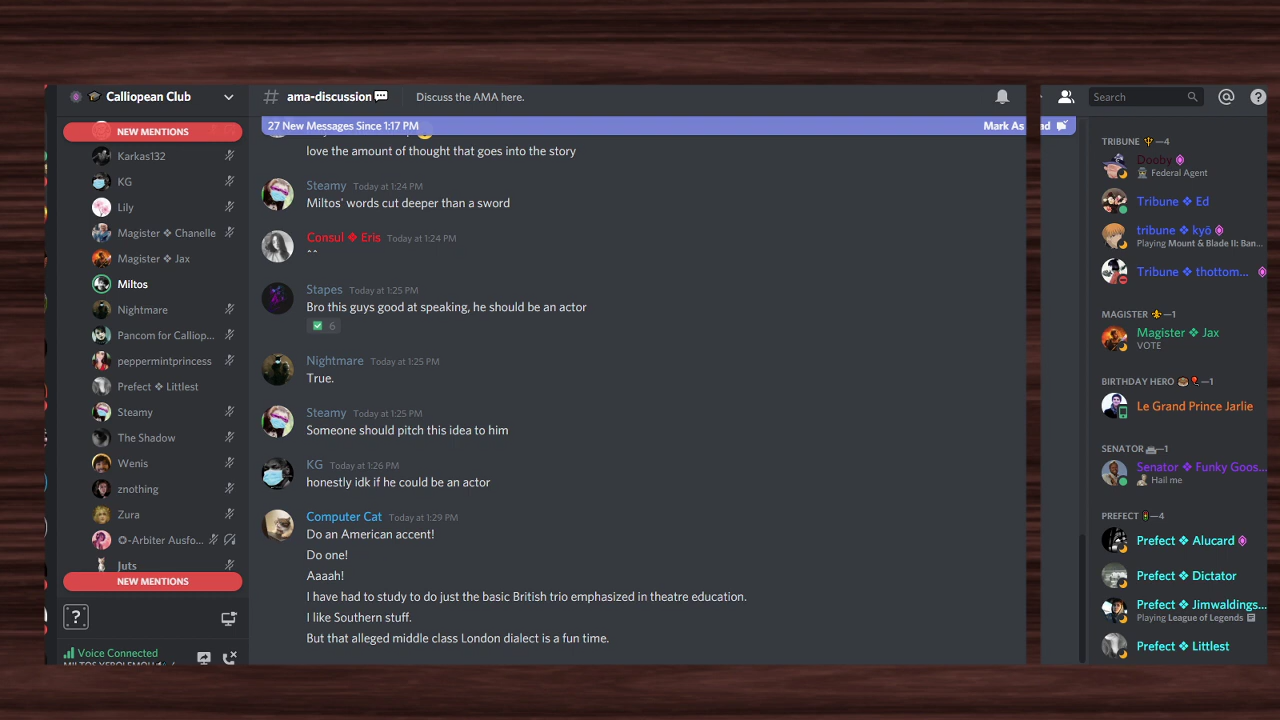 Calliopean Club
NEW MENTIONS
Karkas132
KG
Lily
Magister ❖ Chanelle
Magister ❖ Jax
Miltos
Nightmare
Pancom for Calliop...
peppermintprincess
Prefect ❖ Littlest
Steamy
The Shadow
Wenis
znothing
Zura
✪-Arbiter Ausfo...
Juts
NEW MENTIONS
?
Voice Connected
# ama-discussion
Discuss the AMA here.
27 New Messages Since 1:17 PM
Mark As
ad
love the amount of thought that goes into the story
Steamy Today at 1:24 PM
Miltos' words cut deeper than a sword
Consul ❖ Eris Today at 1:24 PM
^^
Stapes Today at 1:25 PM
Bro this guys good at speaking, he should be an actor
6
Nightmare Today at 1:25 PM
True.
Steamy Today at 1:25 PM
Someone should pitch this idea to him
KG Today at 1:26 PM
honestly idk if he could be an actor
Computer Cat Today at 1:29 PM
Do an American accent!
Do one!
Aaaah!
I have had to study to do just the basic British trio emphasized in theatre education.
I like Southern stuff.
But that alleged middle class London dialect is a fun time.
Search
@
?
TRIBUNE 🔱—4
Dooby
Federal Agent
Tribune ❖ Ed
tribune ❖ kyō
Playing Mount & Blade II: Ban...
Tribune ❖ thottom...
MAGISTER ⚜—1
Magister ❖ Jax
VOTE
BIRTHDAY HERO —1
Le Grand Prince Jarlie
SENATOR —1
Senator ❖ Funky Goos...
Hail me
PREFECT 🚦—4
Prefect ❖ Alucard
Prefect ❖ Dictator
Prefect ❖ Jimwaldings...
Playing League of Legends
Prefect ❖ Littlest